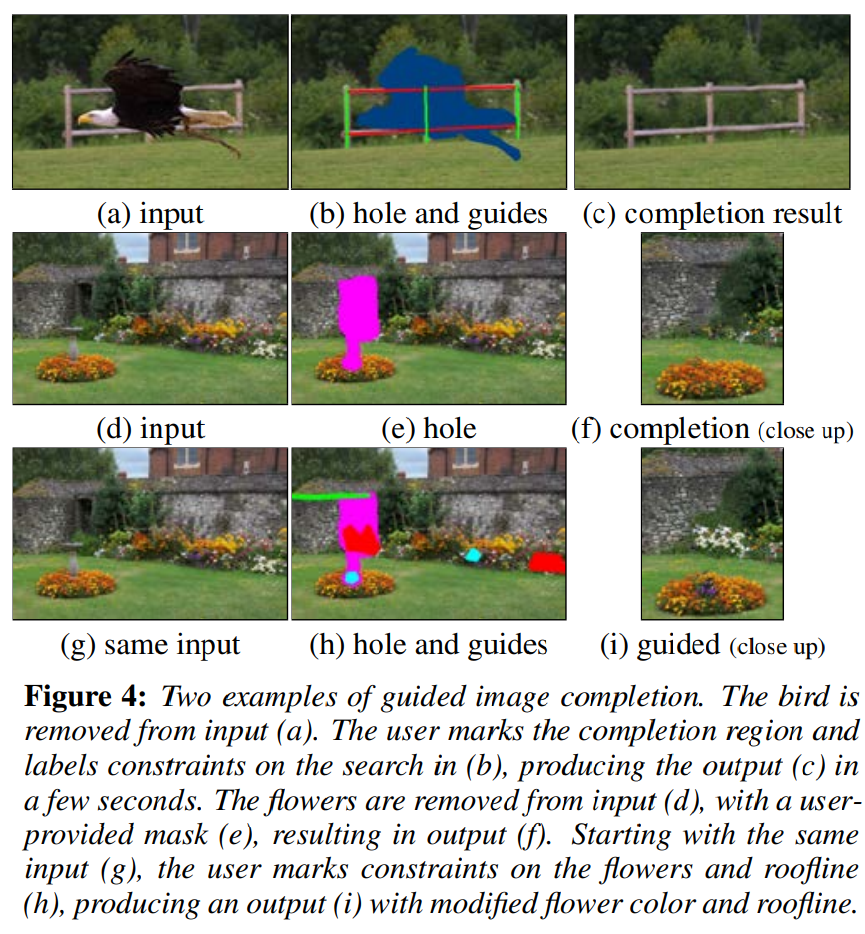 (a) input (b) hole and guides (c) completion result
(d) input (e) hole (f) completion (close up)
(g) same input (h) hole and guides (i) guided (close up)
Figure 4: Two examples of guided image completion. The bird is
removed from input (a). The user marks the completion region and
labels constraints on the search in (b), producing the output (c) in
a few seconds. The flowers are removed from input (d), with a user-
provided mask (e), resulting in output (f). Starting with the same
input (g), the user marks constraints on the flowers and roofline
(h), producing an output (i) with modified flower color and roofline.